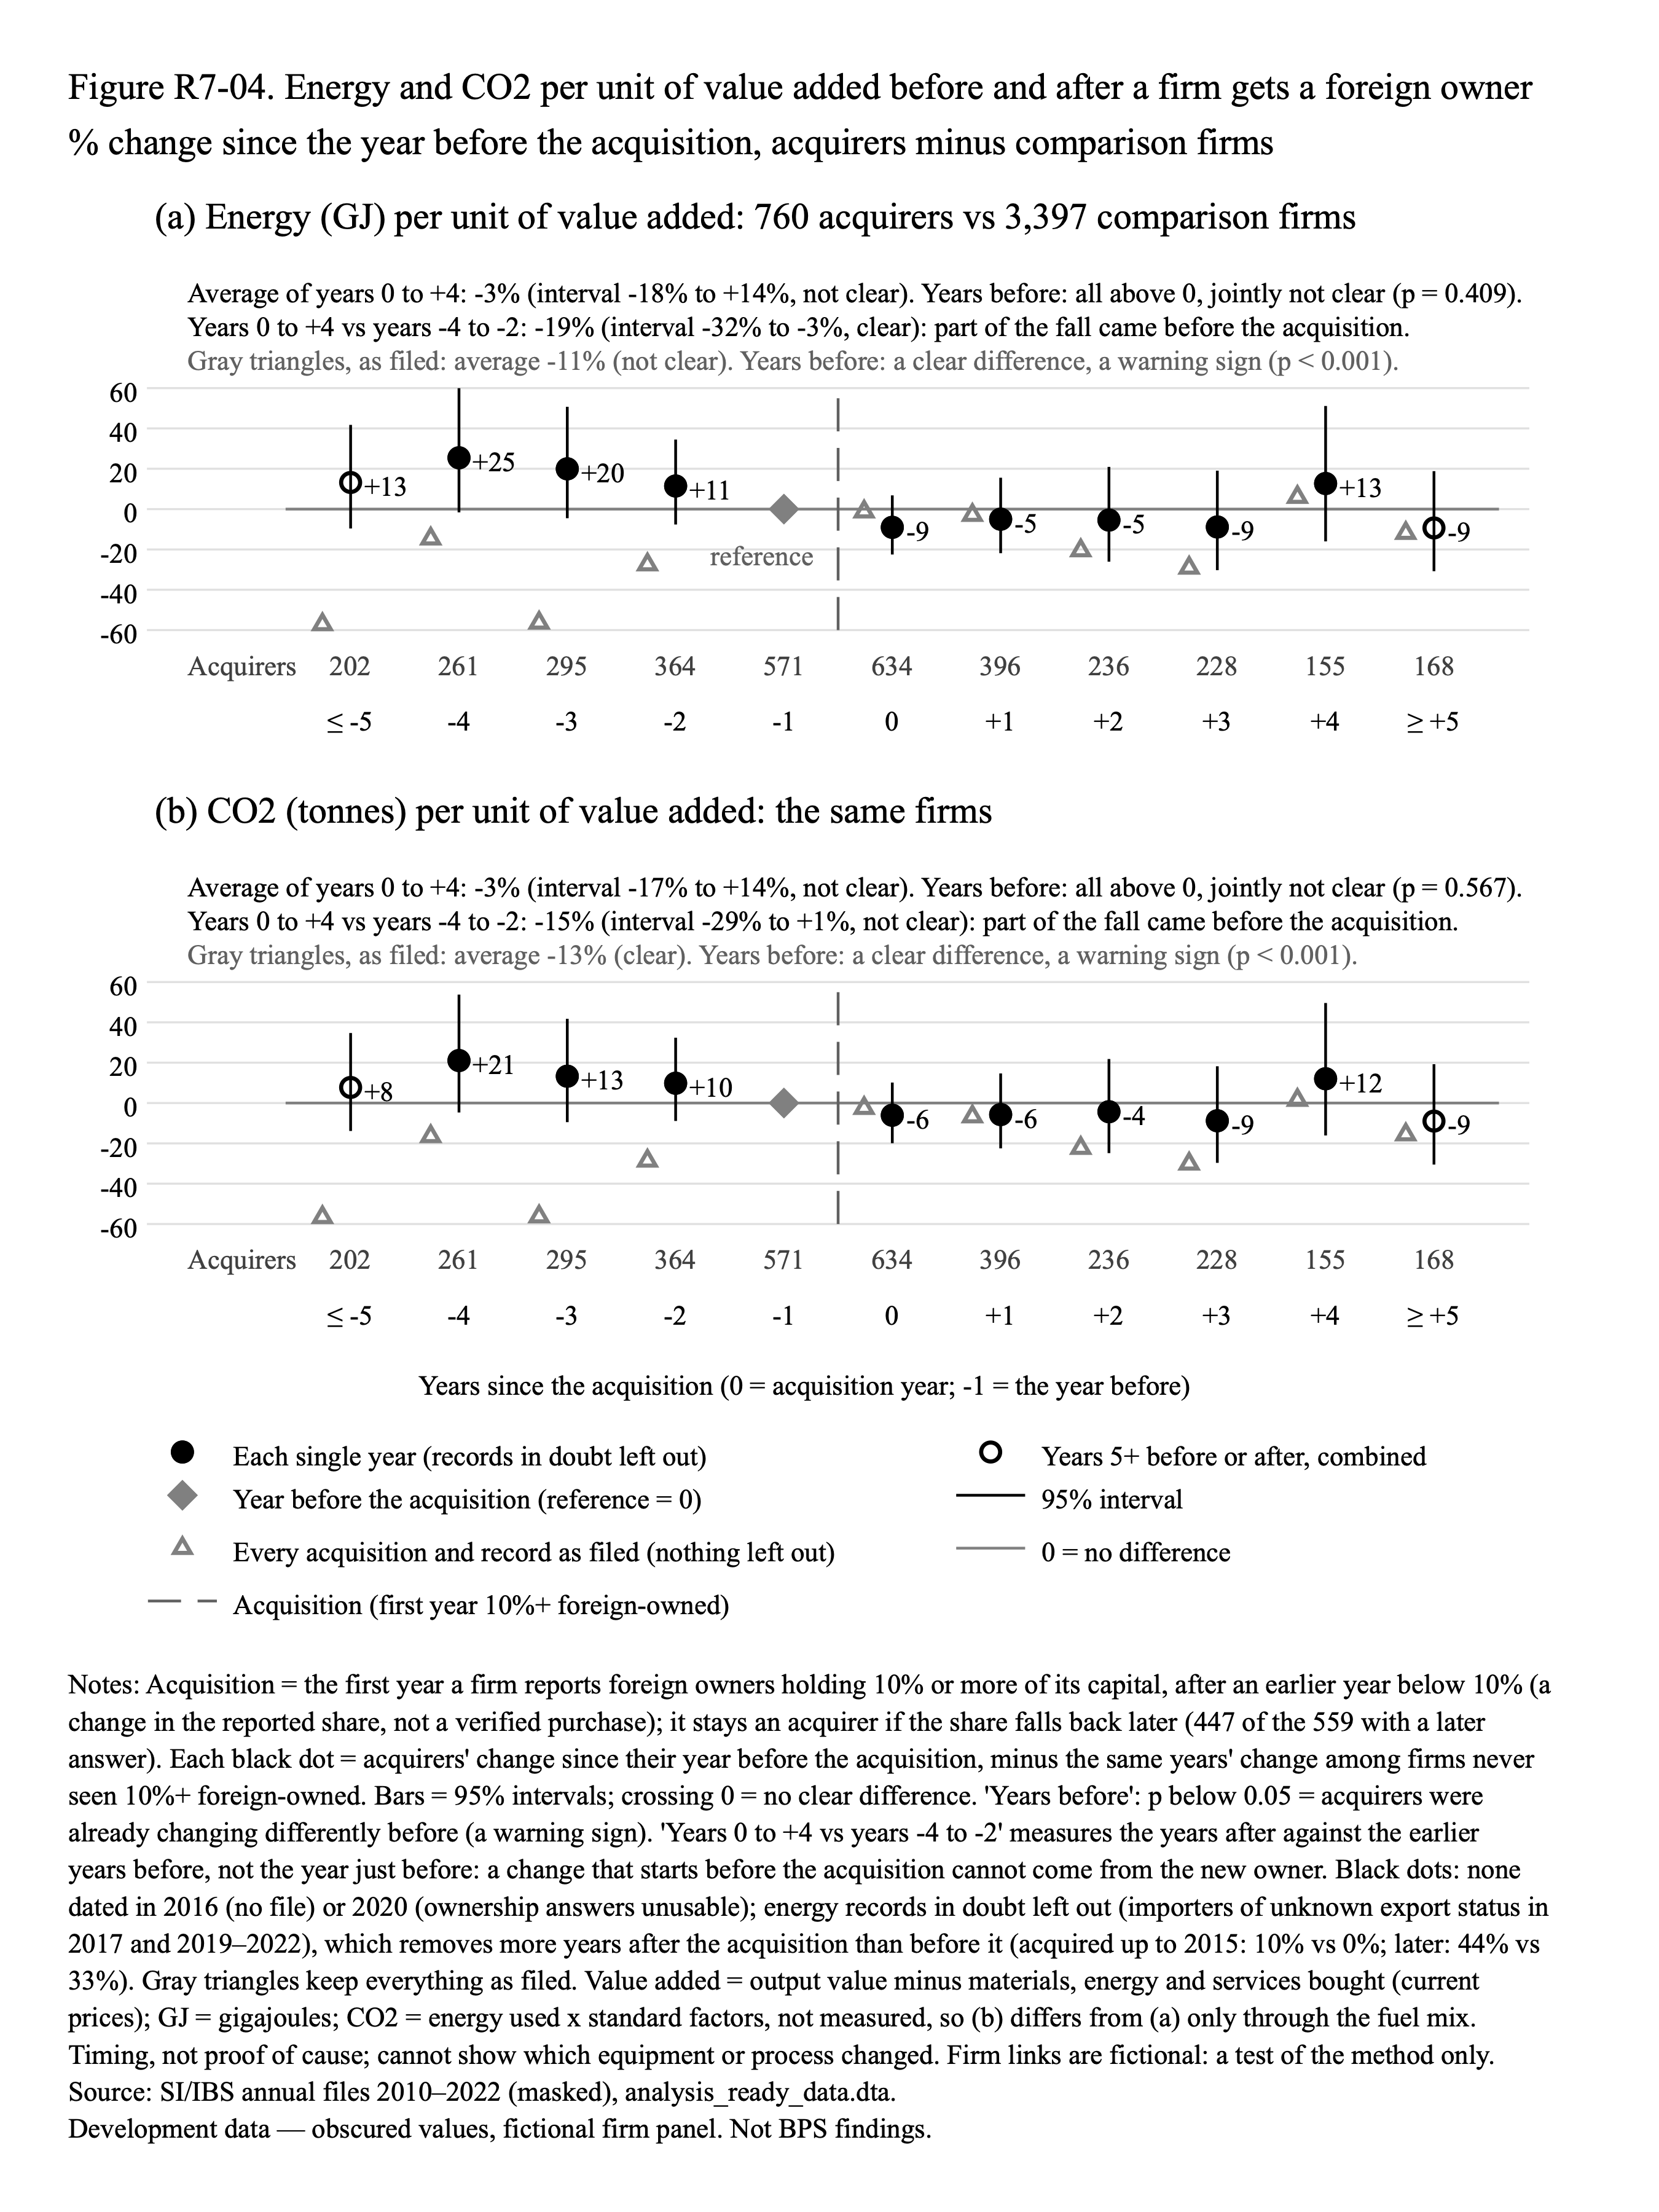 Figure R7-04. Energy and CO2 per unit of value added before and after a firm gets a foreign owner
% change since the year before the acquisition, acquirers minus comparison firms
(a) Energy (GJ) per unit of value added: 760 acquirers vs 3,397 comparison firms
Average of years 0 to +4: -3% (interval -18% to +14%, not clear). Years before: all above 0, jointly not clear (p = 0.409).
Years 0 to +4 vs years -4 to -2: -19% (interval -32% to -3%, clear): part of the fall came before the acquisition.
Gray triangles, as filed: average -11% (not clear). Years before: a clear difference, a warning sign (p < 0.001).
60
40
20
0
-20
-40
-60
+13
+25
+20
+11
reference
-9
-5
-5
-9
+13
-9
Acquirers 202 261 295 364 571 634 396 236 228 155 168
≤ -5 -4 -3 -2 -1 0 +1 +2 +3 +4 ≥ +5
(b) CO2 (tonnes) per unit of value added: the same firms
Average of years 0 to +4: -3% (interval -17% to +14%, not clear). Years before: all above 0, jointly not clear (p = 0.567).
Years 0 to +4 vs years -4 to -2: -15% (interval -29% to +1%, not clear): part of the fall came before the acquisition.
Gray triangles, as filed: average -13% (clear). Years before: a clear difference, a warning sign (p < 0.001).
60
40
20
0
-20
-40
-60
+8
+21
+13
+10
-6
-6
-4
-9
+12
-9
Acquirers 202 261 295 364 571 634 396 236 228 155 168
≤ -5 -4 -3 -2 -1 0 +1 +2 +3 +4 ≥ +5
Years since the acquisition (0 = acquisition year; -1 = the year before)
Each single year (records in doubt left out)
Years 5+ before or after, combined
Year before the acquisition (reference = 0)
95% interval
Every acquisition and record as filed (nothing left out)
0 = no difference
Acquisition (first year 10%+ foreign-owned)
Notes: Acquisition = the first year a firm reports foreign owners holding 10% or more of its capital, after an earlier year below 10% (a
change in the reported share, not a verified purchase); it stays an acquirer if the share falls back later (447 of the 559 with a later
answer). Each black dot = acquirers' change since their year before the acquisition, minus the same years' change among firms never
seen 10%+ foreign-owned. Bars = 95% intervals; crossing 0 = no clear difference. 'Years before': p below 0.05 = acquirers were
already changing differently before (a warning sign). 'Years 0 to +4 vs years -4 to -2' measures the years after against the earlier
years before, not the year just before: a change that starts before the acquisition cannot come from the new owner. Black dots: none
dated in 2016 (no file) or 2020 (ownership answers unusable); energy records in doubt left out (importers of unknown export status in
2017 and 2019–2022), which removes more years after the acquisition than before it (acquired up to 2015: 10% vs 0%; later: 44% vs
33%). Gray triangles keep everything as filed. Value added = output value minus materials, energy and services bought (current
prices); GJ = gigajoules; CO2 = energy used x standard factors, not measured, so (b) differs from (a) only through the fuel mix.
Timing, not proof of cause; cannot show which equipment or process changed. Firm links are fictional: a test of the method only.
Source: SI/IBS annual files 2010–2022 (masked), analysis_ready_data.dta.
Development data — obscured values, fictional firm panel. Not BPS findings.